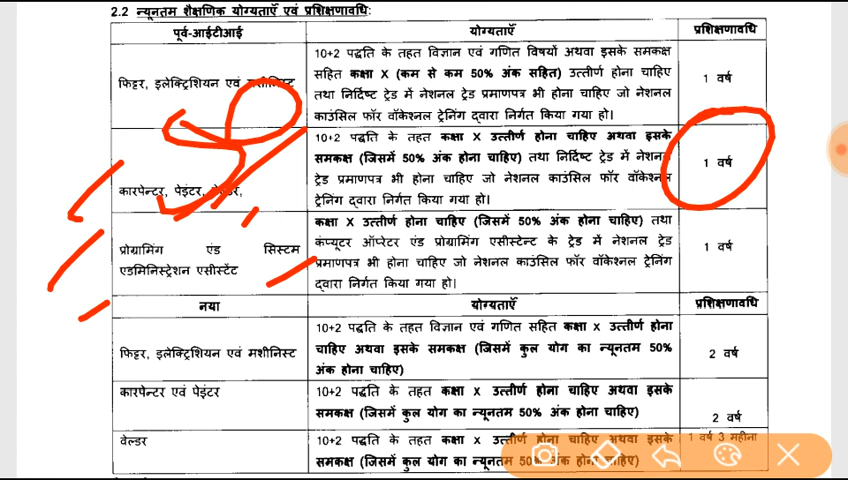 2.2 न्यूनतम शैक्षणिक योग्यताएँ एवं प्रशिक्षणावधि:
पूर्व-आईटीआई योग्यताएँ प्रशिक्षणावधि
10+2 पद्धति के तहत विज्ञान एवं गणित विषयों अथवा इसके समकक्ष
सहित कक्षा X (कम से कम 50% अंक सहित) उत्तीर्ण होना चाहिए
फिट्टर, इलेक्ट्रिशियन एवं मशीनिस्ट 1 वर्ष
तथा निर्दिष्ट ट्रेड में नेशनल ट्रेड प्रमाणपत्र भी होना चाहिए जो नेशनल
काउंसिल फॉर वॉकेश्नल ट्रेनिंग द्वारा निर्गत किया गया हो।
10+2 पद्धति के तहत कक्षा X उत्तीर्ण होना चाहिए अथवा इसके
समकक्ष (जिसमें 50% अंक होना चाहिए) तथा निर्दिष्ट ट्रेड में नेशनल
1 वर्ष
ट्रेड प्रमाणपत्र भी होना चाहिए जो नेशनल काउंसिल फॉर वॉकेश्नल
कारपेन्टर, पेइंटर,
ट्रेनिंग द्वारा निर्गत किया गया हो।
कक्षा X उत्तीर्ण होना चाहिए (जिसमें 50% अंक होना चाहिए) तथा
कंप्यूटर ऑप्रेटर एंड प्रोग्रामिंग एसीस्टेन्ट के ट्रेड में नेशनल ट्रेड
प्रोग्रामिंग एंड सिस्टम 1 वर्ष
प्रमाणपत्र भी होना चाहिए जो नेशनल काउंसिल फॉर वॉकेश्नल ट्रेनिंग
एडमिनिस्ट्रेशन एसीस्टेंट
द्वारा निर्गत किया गया हो।
नया योग्यताएँ प्रशिक्षणावधि
10+2 पद्धति के तहत विज्ञान एवं गणित सहित कक्षा X उत्तीर्ण होना
फिट्टर, इलेक्ट्रिशियन एवं मशीनिस्ट चाहिए अथवा इसके समकक्ष (जिसमें कुल योग का न्यूनतम 50% 2 वर्ष
अंक होना चाहिए)
कारपेन्टर एवं पेइंटर 10+2 पद्धति के तहत कक्षा X उत्तीर्ण होना चाहिए अथवा इसके
समकक्ष (जिसमें कुल योग का न्यूनतम 50% अंक होना चाहिए) 2 वर्ष
वेल्डर 10+2 पद्धति के तहत कक्षा X उत्तीर्ण होना चाहिए अथवा इसके 1 वर्ष 3 महीना
समकक्ष (जिसमें कुल योग का न्यूनतम 50% अंक होना चाहिए)